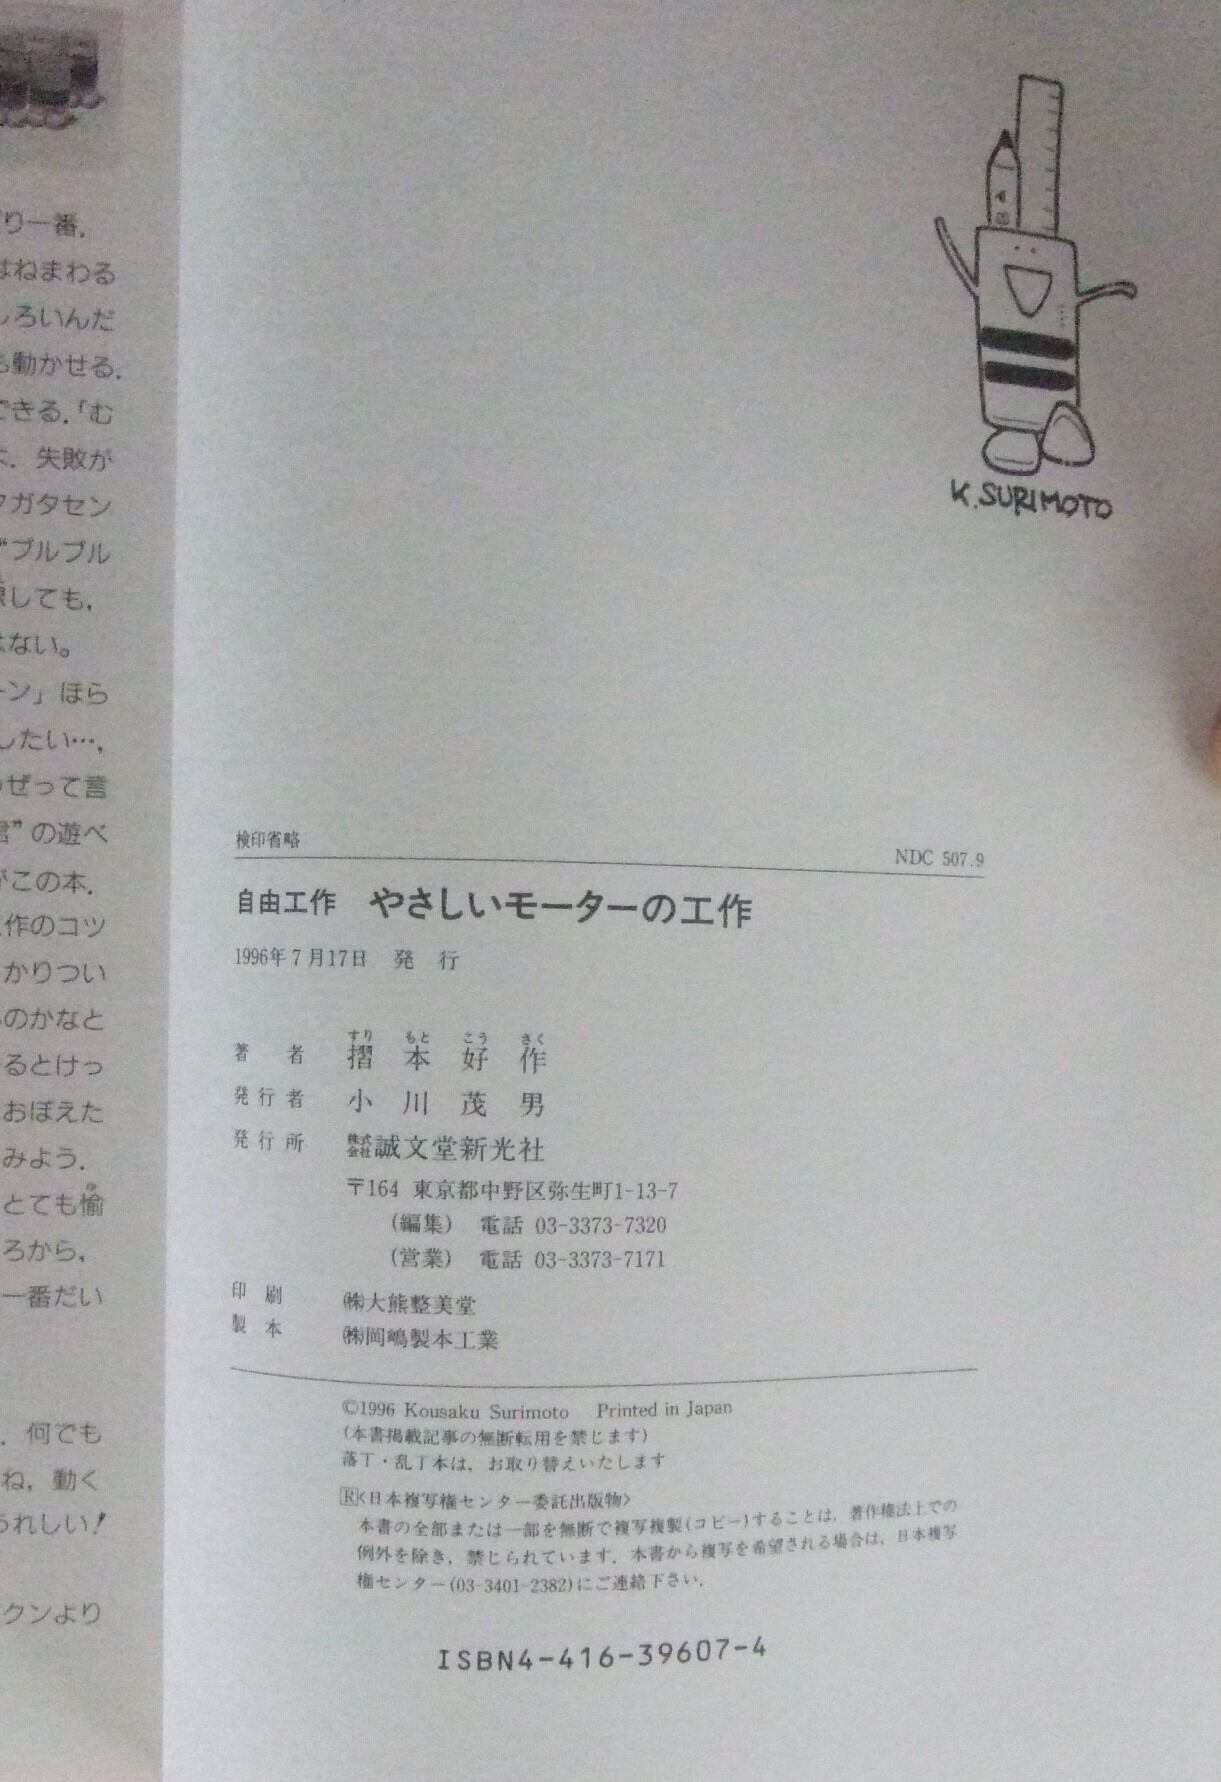 り一番．
はねまわる
しろいんだ
も動かせる．
できる．「む
失敗が
ガタセン
“ブルブル
しても，
はない。
ーン」ほら
したい…，
ぜって言
君”の遊べ
がこの本．
工作のコツ
かりつい
のかなと
るとけっ
おぼえた
みよう．
とても愉
ろから，
一番だい
．何でも
ね，動く
うれしい！
クンより
K.SURIMOTO
検印省略
NDC 507.9
自由工作 やさしいモーターの工作
1996年7月17日 発行
すり もと こう さく
著者 摺本好作
発行者 小川茂男
発行所 株式会社誠文堂新光社
〒164 東京都中野区弥生町1-13-7
(編集) 電話 03-3373-7320
(営業) 電話 03-3373-7171
印刷 ㈱大熊整美堂
製本 ㈱岡嶋製本工業
©1996 Kousaku Surimoto Printed in Japan
(本書掲載記事の無断転用を禁じます)
落丁・乱丁本は，お取り替えいたします
R<日本複写権センター委託出版物>
本書の全部または一部を無断で複写複製(コピー)することは，著作権法上での
例外を除き，禁じられています．本書から複写を希望される場合は，日本複写
権センター(03-3401-2382)にご連絡下さい．
ISBN4-416-39607-4